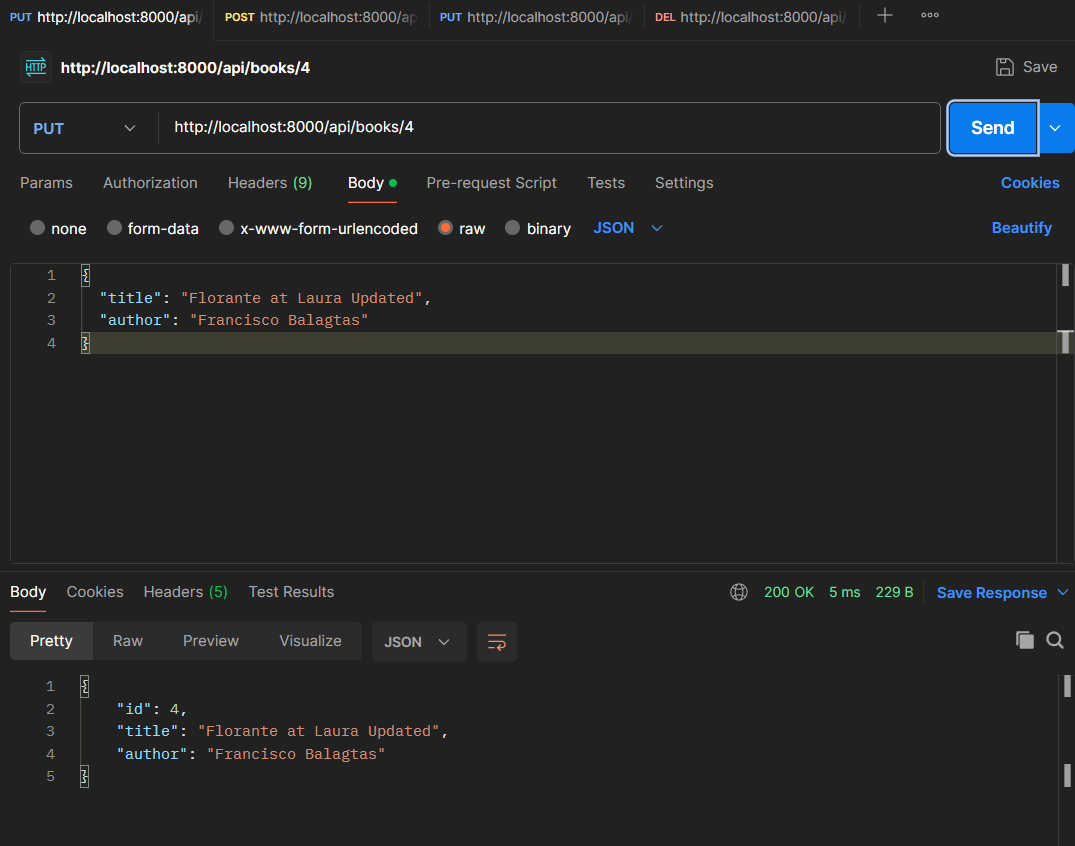 PUT http://localhost:8000/api/ POST http://localhost:8000/ap PUT http://localhost:8000/api/ DEL http://localhost:8000/api/
HTTP http://localhost:8000/api/books/4 Save
PUT http://localhost:8000/api/books/4 Send
Params Authorization Headers (9) Body Pre-request Script Tests Settings Cookies
none form-data x-www-form-urlencoded raw binary JSON Beautify
1 {
2 "title": "Florante at Laura Updated",
3 "author": "Francisco Balagtas"
4 }
Body Cookies Headers (5) Test Results 200 OK 5 ms 229 B Save Response
Pretty Raw Preview Visualize JSON
1 {
2 "id": 4,
3 "title": "Florante at Laura Updated",
4 "author": "Francisco Balagtas"
5 }